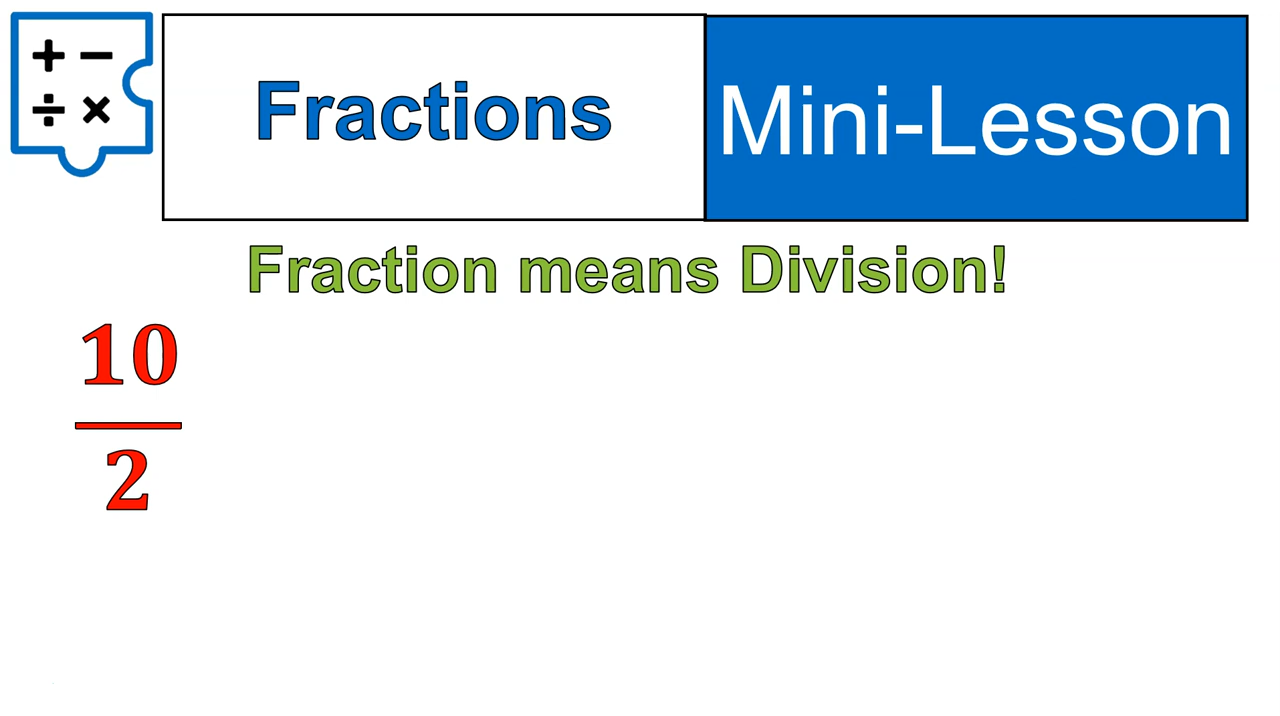 + −
÷ ×
Fractions
Mini-Lesson
Fraction means Division!
10
2